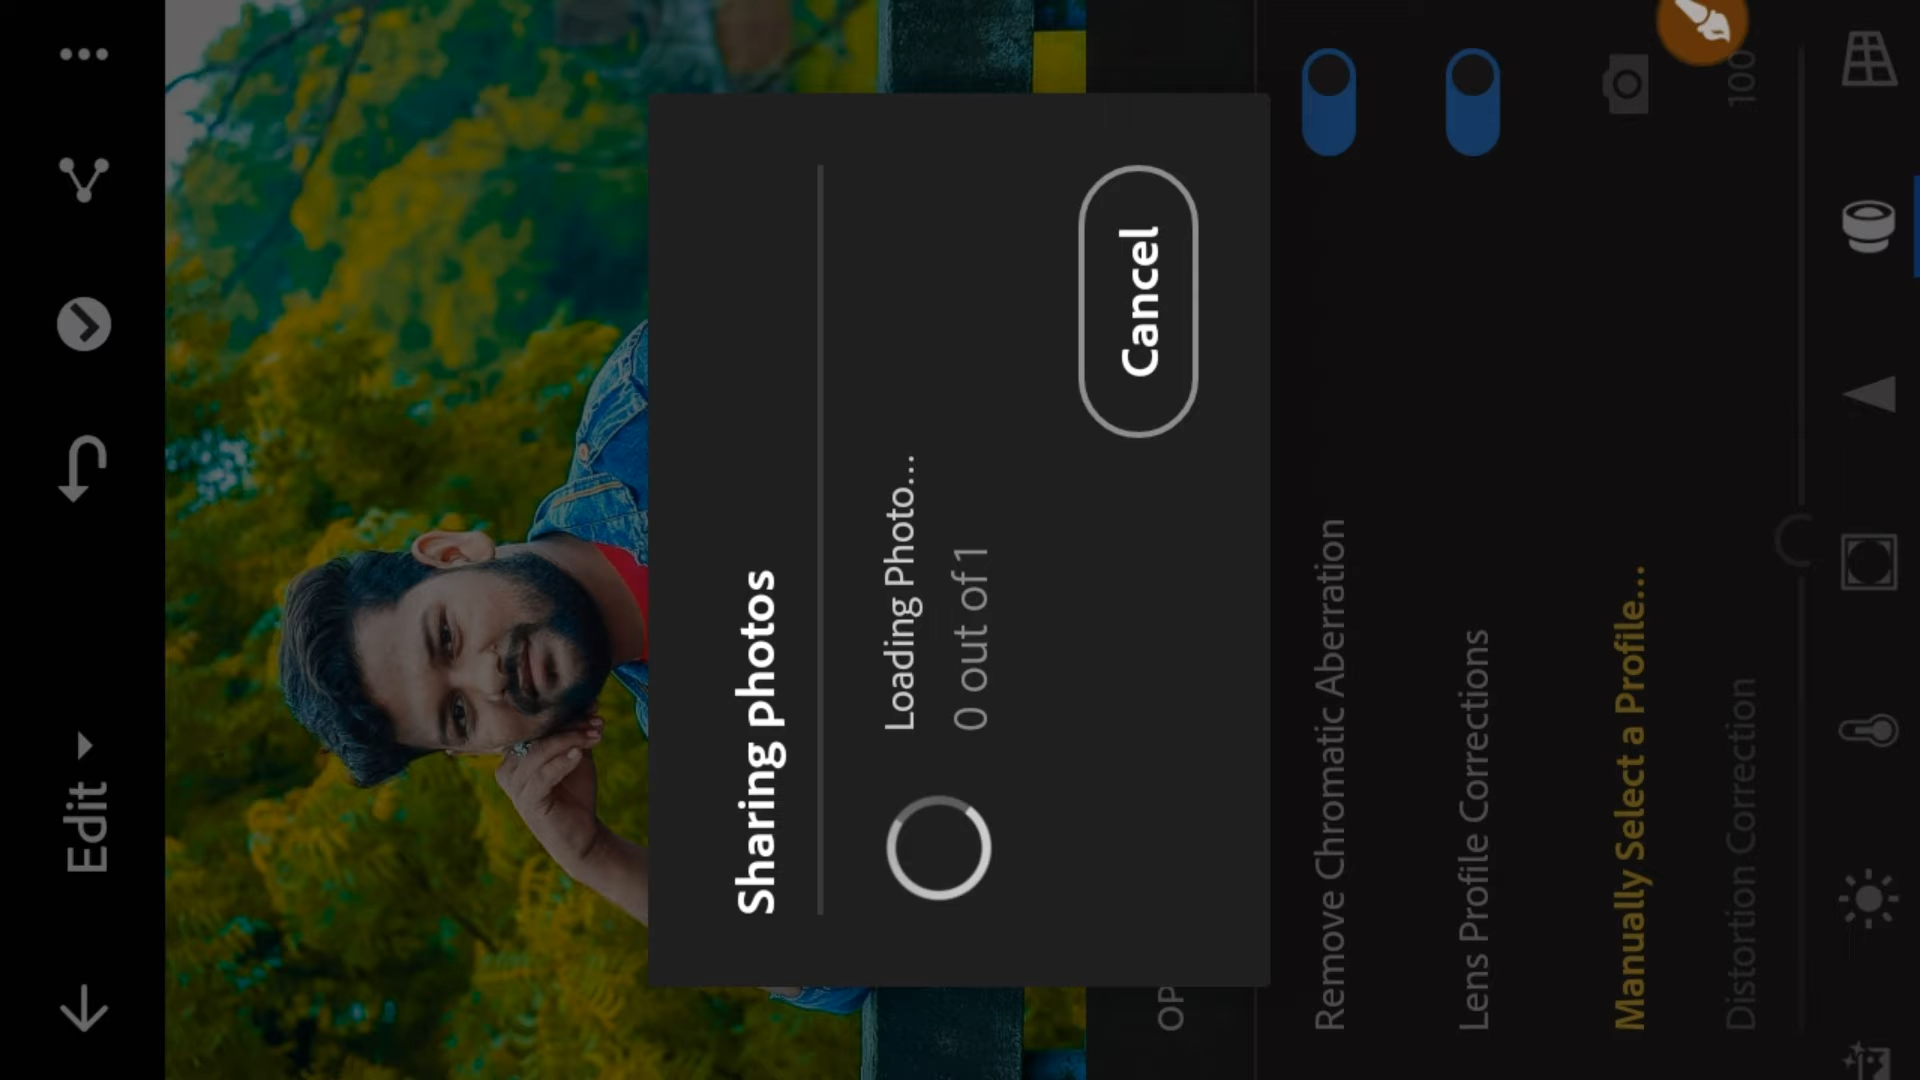 Edit
Sharing photos
Loading Photo...
0 out of 1
Cancel
OP
Remove Chromatic Aberration
Lens Profile Corrections
Manually Select a Profile...
Distortion Correction
100